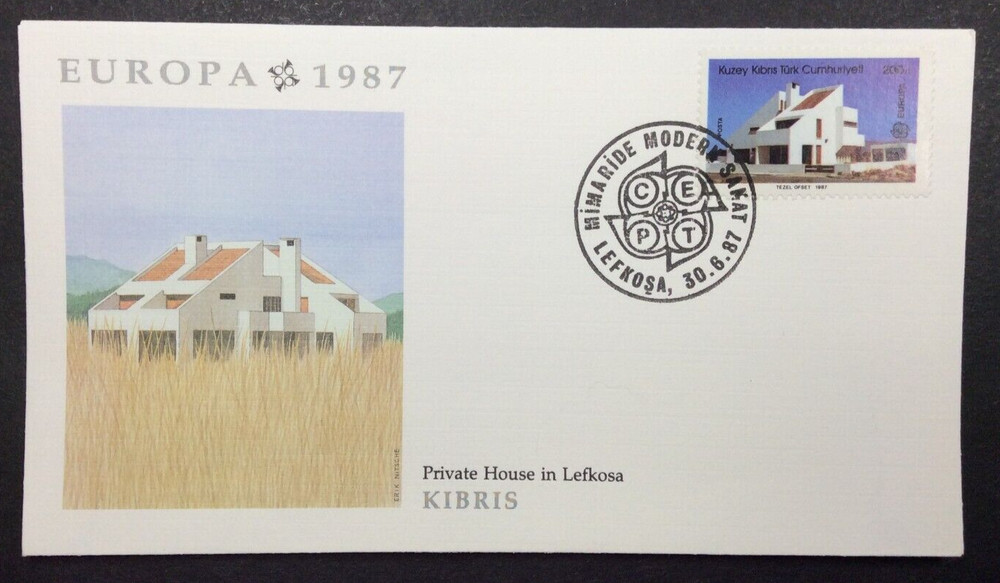 EUROPA 1987
Kuzey Kıbrıs Türk Cumhuriyeti 200
POSTA
EUROPA
TEZEL OFSET 1987
MİMARİDE MODERN SANAT
C E P T
LEFKOŞA, 30.6.87
ERIK NITSCHE
Private House in Lefkosa
KIBRIS